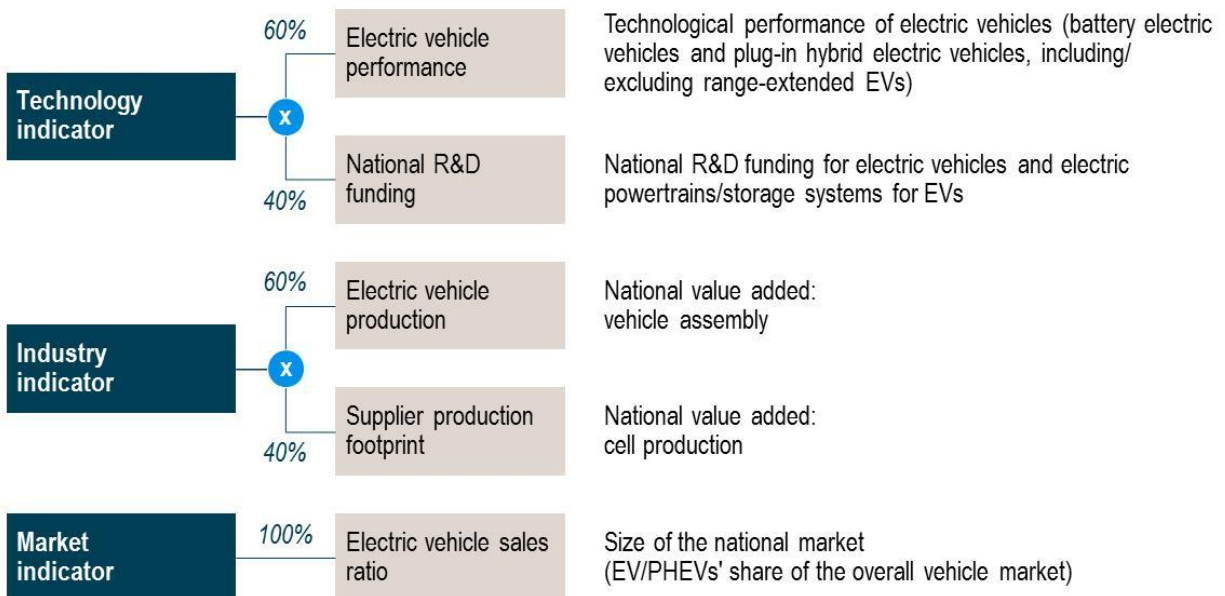 60%
Electric vehicle
performance
Technological performance of electric vehicles (battery electric
vehicles and plug-in hybrid electric vehicles, including/
excluding range-extended EVs)
Technology
indicator
X
National R&D
funding
National R&D funding for electric vehicles and electric
powertrains/storage systems for EVs
40%
60%
Electric vehicle
production
National value added:
vehicle assembly
Industry
indicator
X
Supplier production
footprint
National value added:
cell production
40%
Market
indicator
100%
Electric vehicle sales
ratio
Size of the national market
(EV/PHEVs' share of the overall vehicle market)